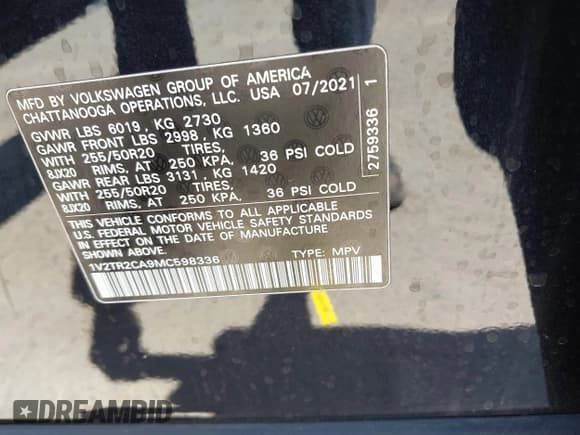 MFD BY VOLKSWAGEN GROUP OF AMERICA
CHATTANOOGA OPERATIONS, LLC. USA 07/2021
GVWR LBS 6019, KG 2730
GAWR FRONT LBS 2998, KG 1360
WITH 255/50R20 TIRES,
8JX20 RIMS, AT 250 KPA, 36 PSI COLD
GAWR REAR LBS 3131, KG 1420
WITH 255/50R20 TIRES,
8JX20 RIMS, AT 250 KPA, 36 PSI COLD
THIS VEHICLE CONFORMS TO ALL APPLICABLE
U.S. FEDERAL MOTOR VEHICLE SAFETY STANDARDS
IN EFFECT ON THE DATE OF MANUFACTURE
SHOWN ABOVE
1V2TR2CA9MC598336 TYPE: MPV
2759336 1
DREAMBID